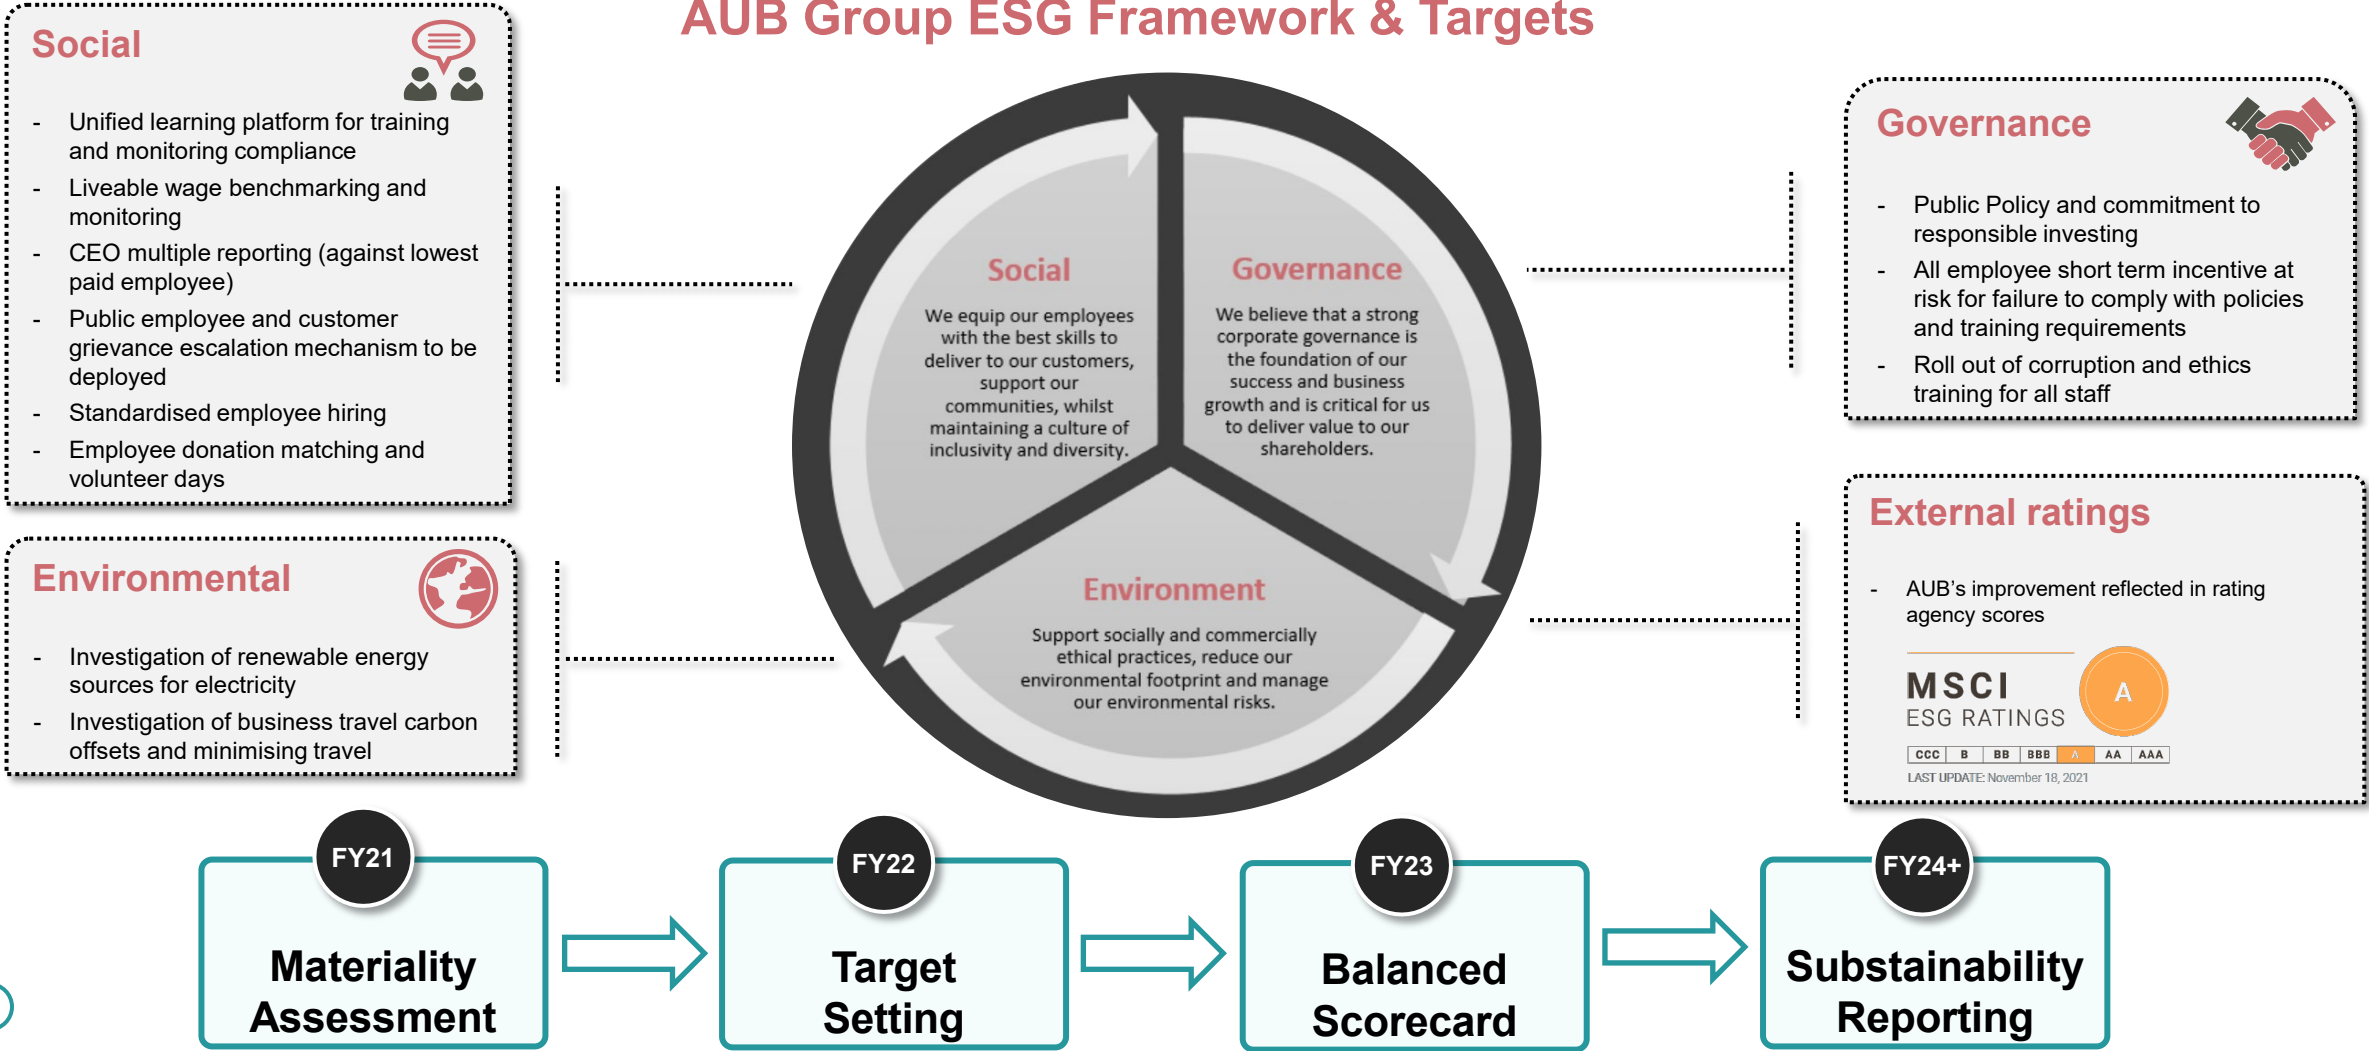 AUB Group ESG Framework & Targets
Social
- Unified learning platform for training
and monitoring compliance
- Liveable wage benchmarking and
monitoring
- CEO multiple reporting (against lowest
paid employee)
- Public employee and customer
grievance escalation mechanism to be
deployed
- Standardised employee hiring
- Employee donation matching and
volunteer days
Environmental
- Investigation of renewable energy
sources for electricity
- Investigation of business travel carbon
offsets and minimising travel
Social
We equip our employees
with the best skills to
deliver to our customers,
support our
communities, whilst
maintaining a culture of
inclusivity and diversity.
Governance
We believe that a strong
corporate governance is
the foundation of our
success and business
growth and is critical for us
to deliver value to our
shareholders.
Environment
Support socially and commercially
ethical practices, reduce our
environmental footprint and manage
our environmental risks.
Governance
- Public Policy and commitment to
responsible investing
- All employee short term incentive at
risk for failure to comply with policies
and training requirements
- Roll out of corruption and ethics
training for all staff
External ratings
- AUB’s improvement reflected in rating
agency scores
MSCI
ESG RATINGS
A
CCC B BB BBB A AA AAA
LAST UPDATE: November 18, 2021
FY21
Materiality
Assessment
FY22
Target
Setting
FY23
Balanced
Scorecard
FY24+
Substainability
Reporting